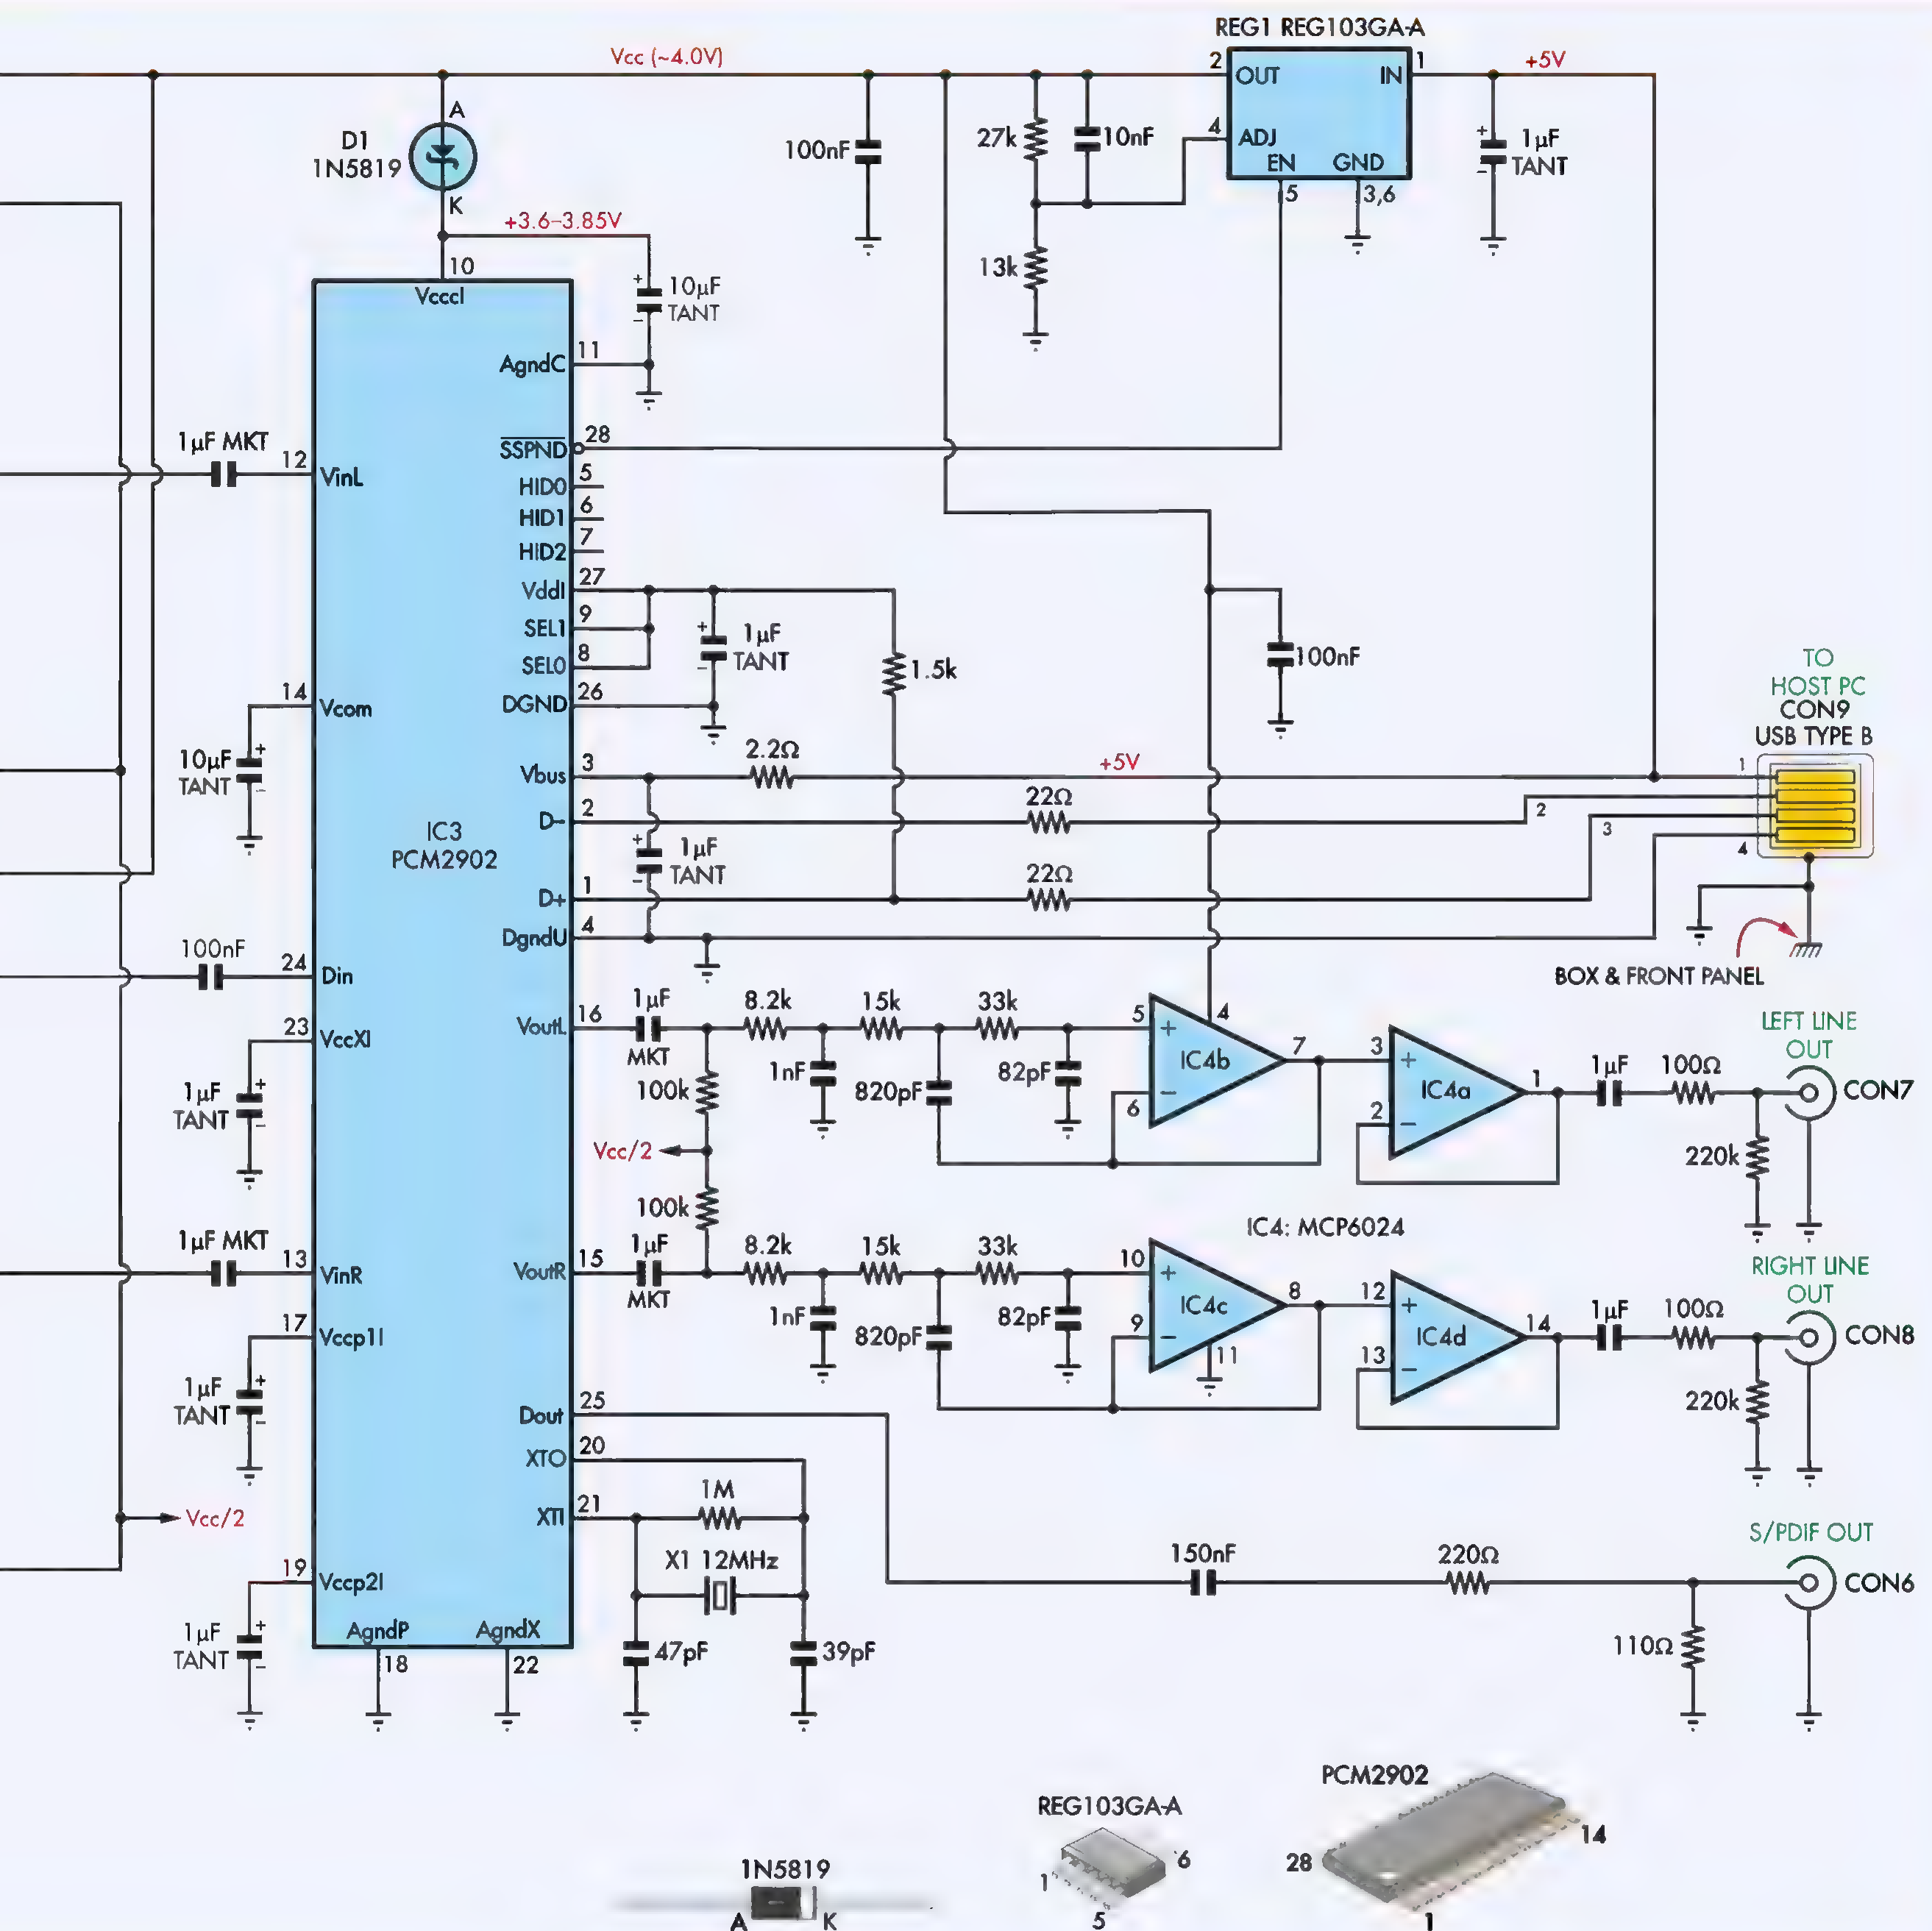 REG1 REG103GA-A
Vcc (~4.0V)
2
OUT
IN
1
+5V
A
D1
1N5819
K
100nF
27k
10nF
4
ADJ
EN
GND
5
3,6
+
1µF
TANT
−
13k
+3.6–3.85V
10
VcccI
+
10µF
TANT
−
AgndC
11
1µF MKT
12
VinL
SSPND
28
HID0
5
HID1
6
HID2
7
VddI
27
SEL1
9
SEL0
8
DGND
26
+
1µF
TANT
−
1.5k
100nF
14
Vcom
10µF
TANT
+
−
Vbus
3
2.2Ω
+5V
D−
2
22Ω
+
1µF
TANT
−
D+
1
22Ω
DgndU
4
IC3
PCM2902
TO
HOST PC
CON9
USB TYPE B
1
2
3
4
BOX & FRONT PANEL
100nF
24
Din
23
VccXI
1µF
TANT
+
−
VoutL
16
1µF
MKT
8.2k
15k
33k
100k
1nF
820pF
82pF
5
+
4
IC4b
6
−
7
3
+
IC4a
2
−
1
1µF
100Ω
LEFT LINE
OUT
CON7
220k
Vcc/2
100k
1µF MKT
13
VinR
VoutR
15
1µF
MKT
8.2k
15k
33k
1nF
820pF
82pF
IC4: MCP6024
10
+
IC4c
9
−
11
8
12
+
IC4d
13
−
14
1µF
100Ω
RIGHT LINE
OUT
CON8
220k
17
Vccp1I
1µF
TANT
+
−
Dout
25
XTO
20
XTI
21
1M
X1 12MHz
47pF
39pF
Vcc/2
19
Vccp2I
1µF
TANT
+
−
AgndP
AgndX
18
22
150nF
220Ω
S/PDIF OUT
CON6
110Ω
1N5819
A
K
REG103GA-A
1
6
5
PCM2902
28
14
1